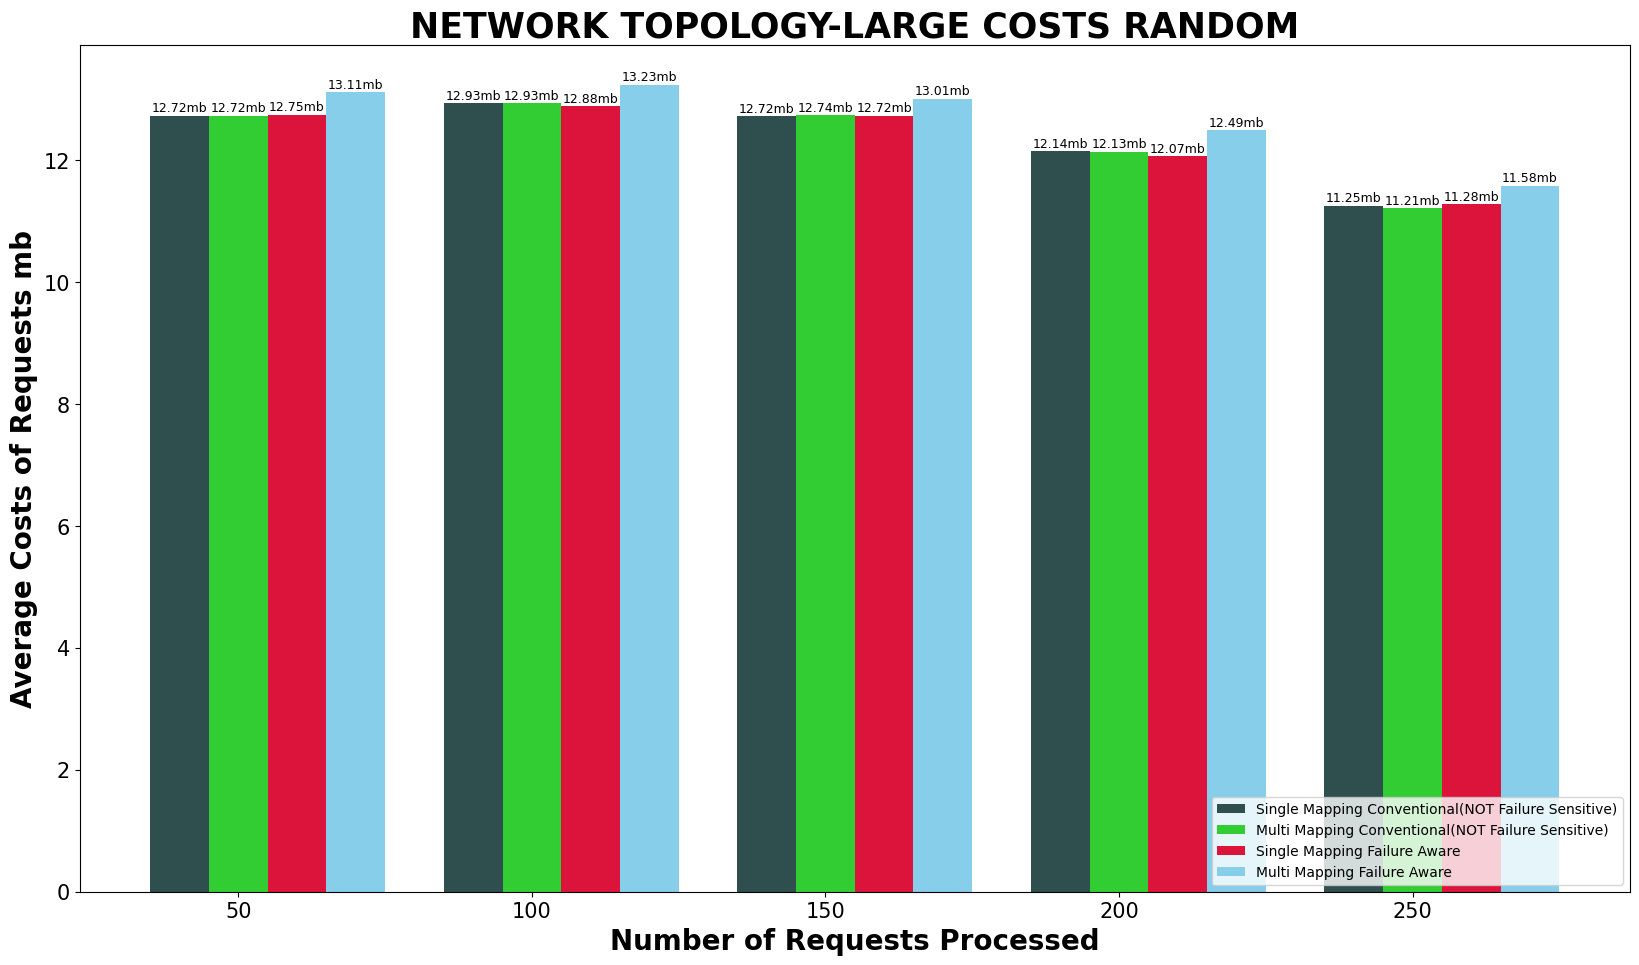 NETWORK TOPOLOGY-LARGE COSTS RANDOM
Average Costs of Requests mb
12
10
8
6
4
2
0
12.72mb 12.72mb 12.75mb 13.11mb
12.93mb 12.93mb 12.88mb 13.23mb
12.72mb 12.74mb 12.72mb 13.01mb
12.14mb 12.13mb 12.07mb 12.49mb
11.25mb 11.21mb 11.28mb 11.58mb
Single Mapping Conventional(NOT Failure Sensitive)
Multi Mapping Conventional(NOT Failure Sensitive)
Single Mapping Failure Aware
Multi Mapping Failure Aware
50 100 150 200 250
Number of Requests Processed